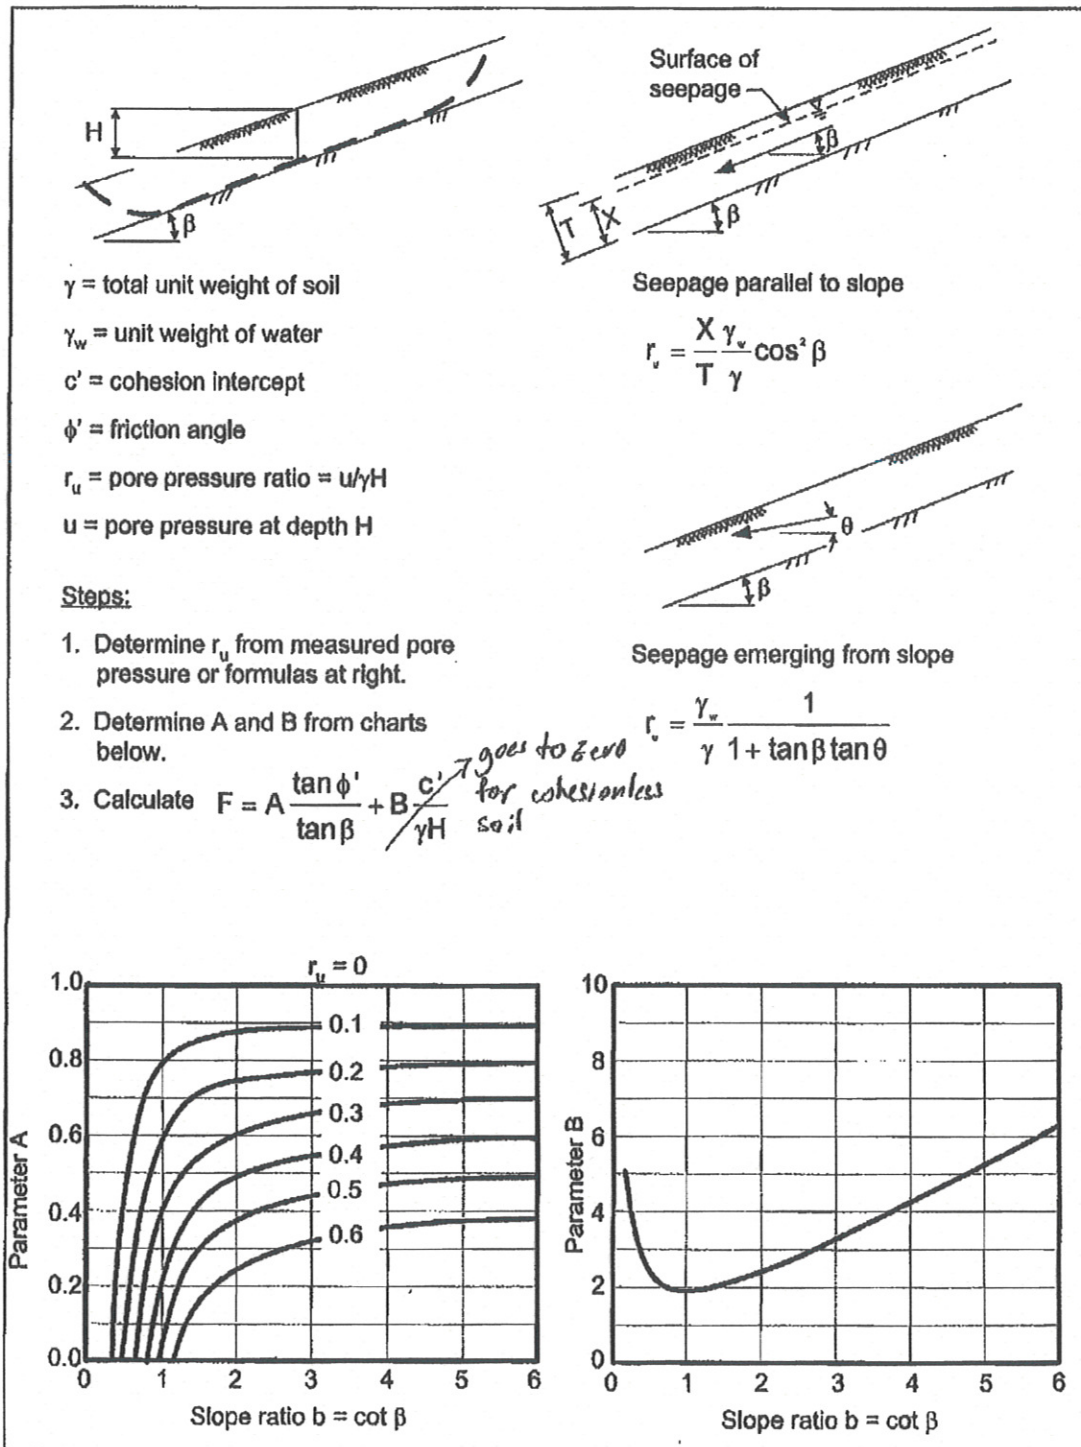 H
β
γ = total unit weight of soil
γw = unit weight of water
c' = cohesion intercept
ϕ' = friction angle
ru = pore pressure ratio = u/γH
u = pore pressure at depth H
Steps:
1. Determine ru from measured pore
pressure or formulas at right.
2. Determine A and B from charts
below.
3. Calculate F = A tan ϕ' / tan β + B c' / γH
goes to zero
for cohesionless
soil
Surface of
seepage
β
T
X
β
Seepage parallel to slope
ru = X/T γw/γ cos² β
θ
β
Seepage emerging from slope
ru = γw/γ 1/(1 + tan β tan θ)
ru = 0
1.0
0.8
0.6
0.4
0.2
0.0
0.1
0.2
0.3
0.4
0.5
0.6
0 1 2 3 4 5 6
Parameter A
Slope ratio b = cot β
10
8
6
4
2
0
0 1 2 3 4 5 6
Parameter B
Slope ratio b = cot β